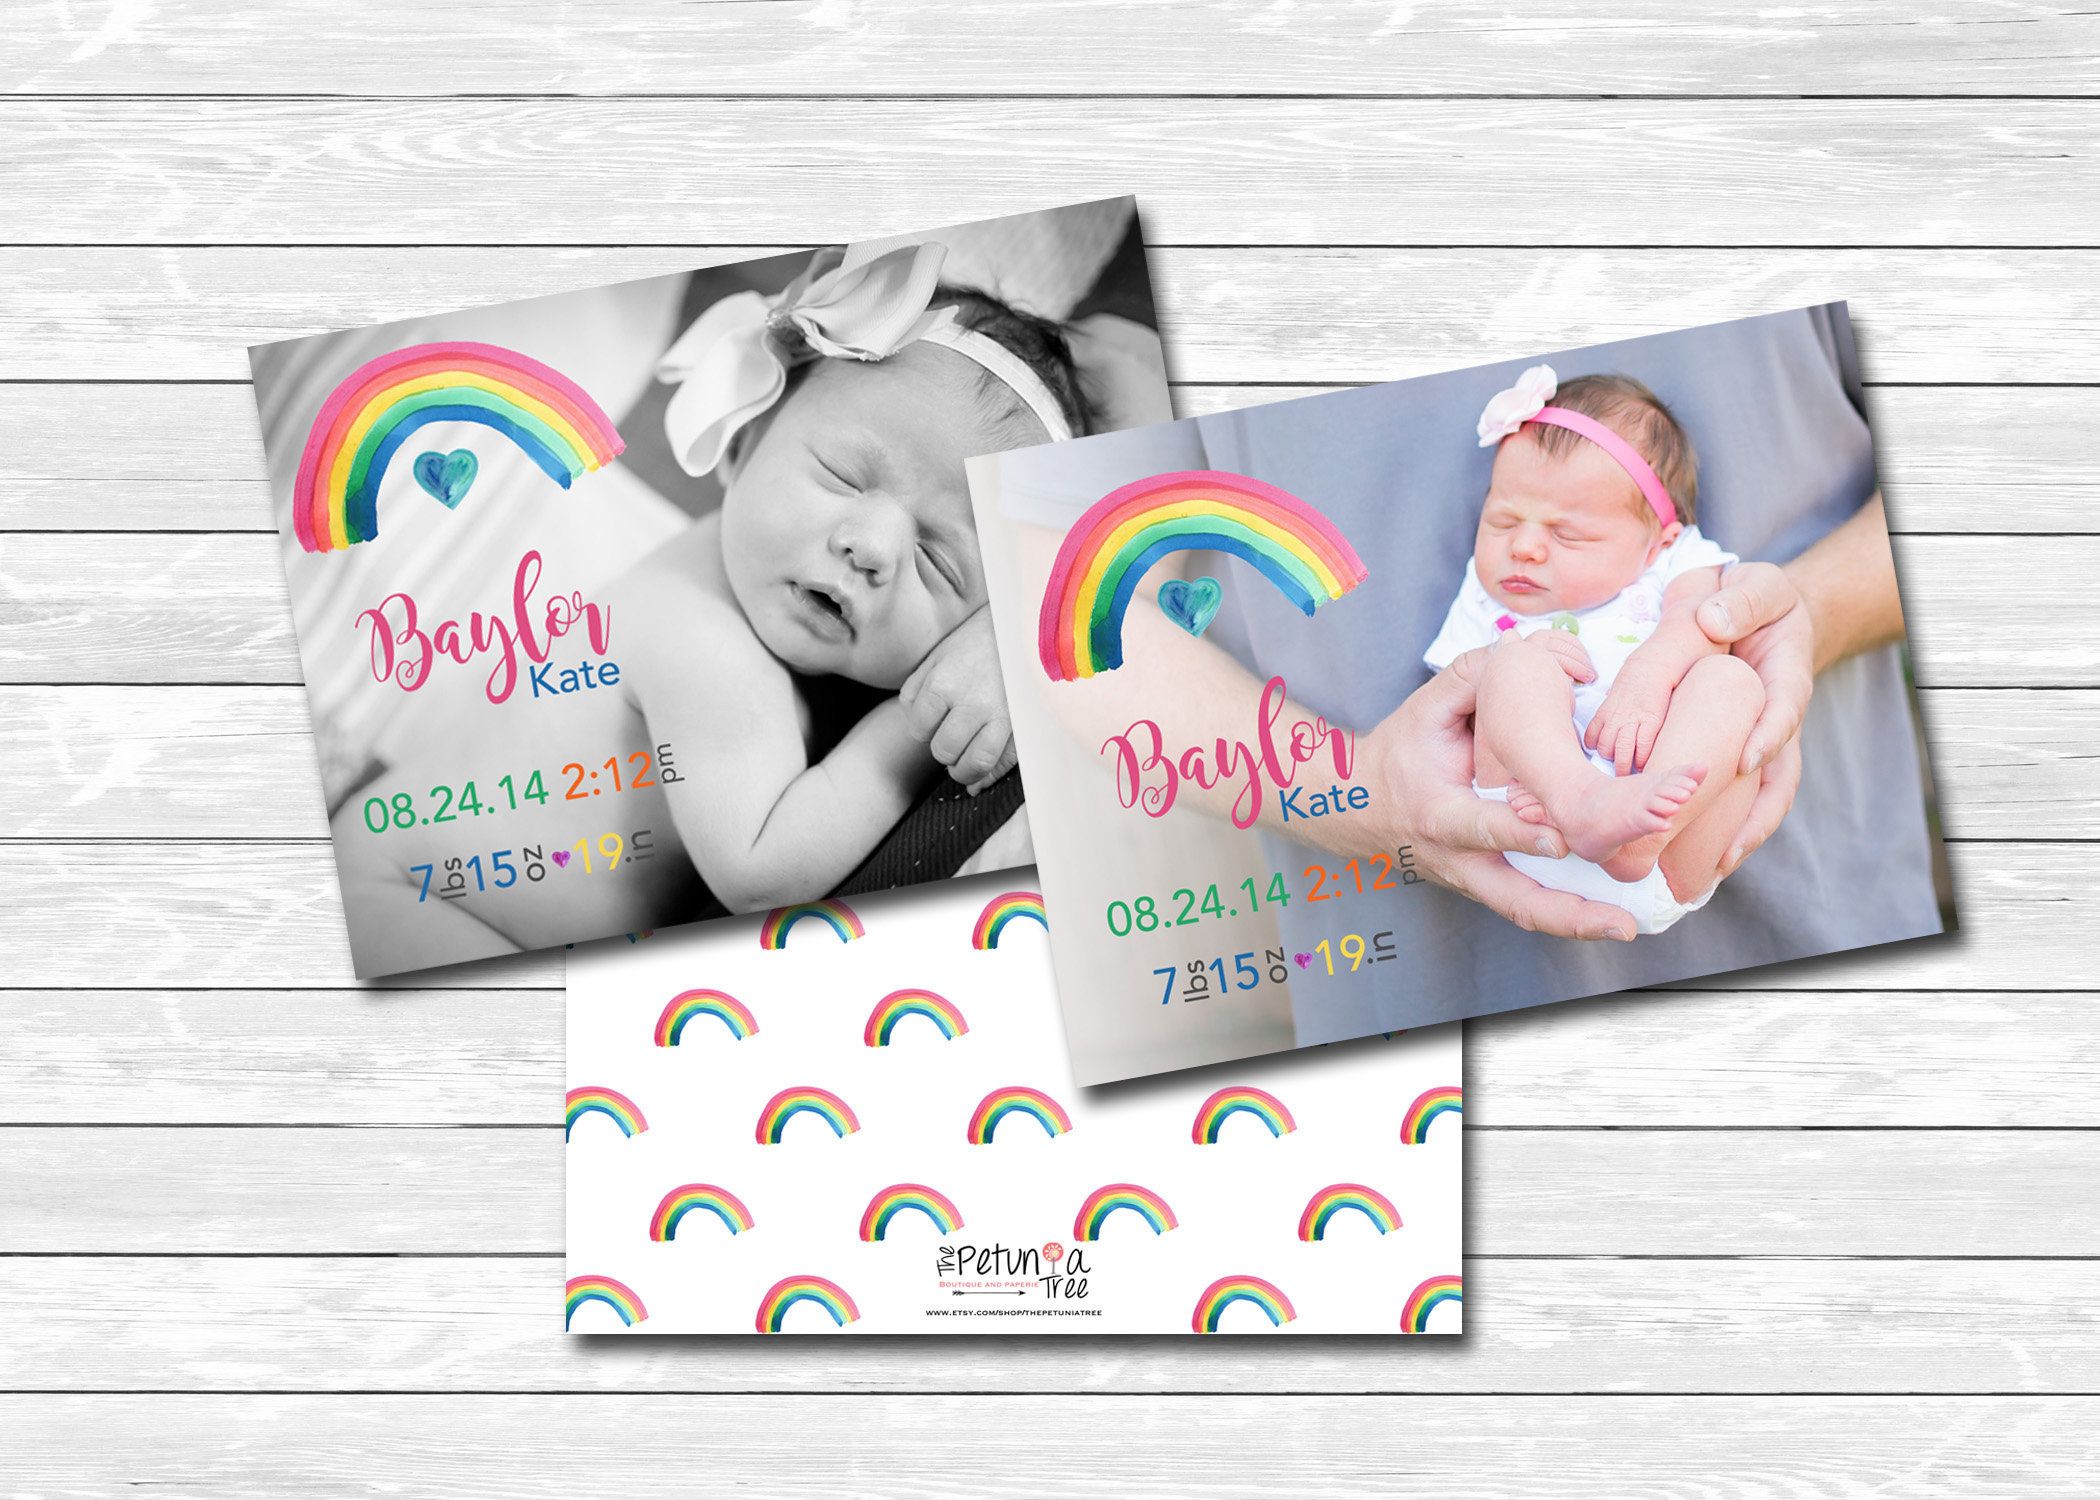 Baylor
Kate
08.24.14 2:12 pm
7 lbs 15 oz 19.in
Baylor
Kate
08.24.14 2:12 pm
7 lbs 15 oz 19.in
The Petunia
Boutique and paperie Tree
www.etsy.com/shop/thepetuniatree